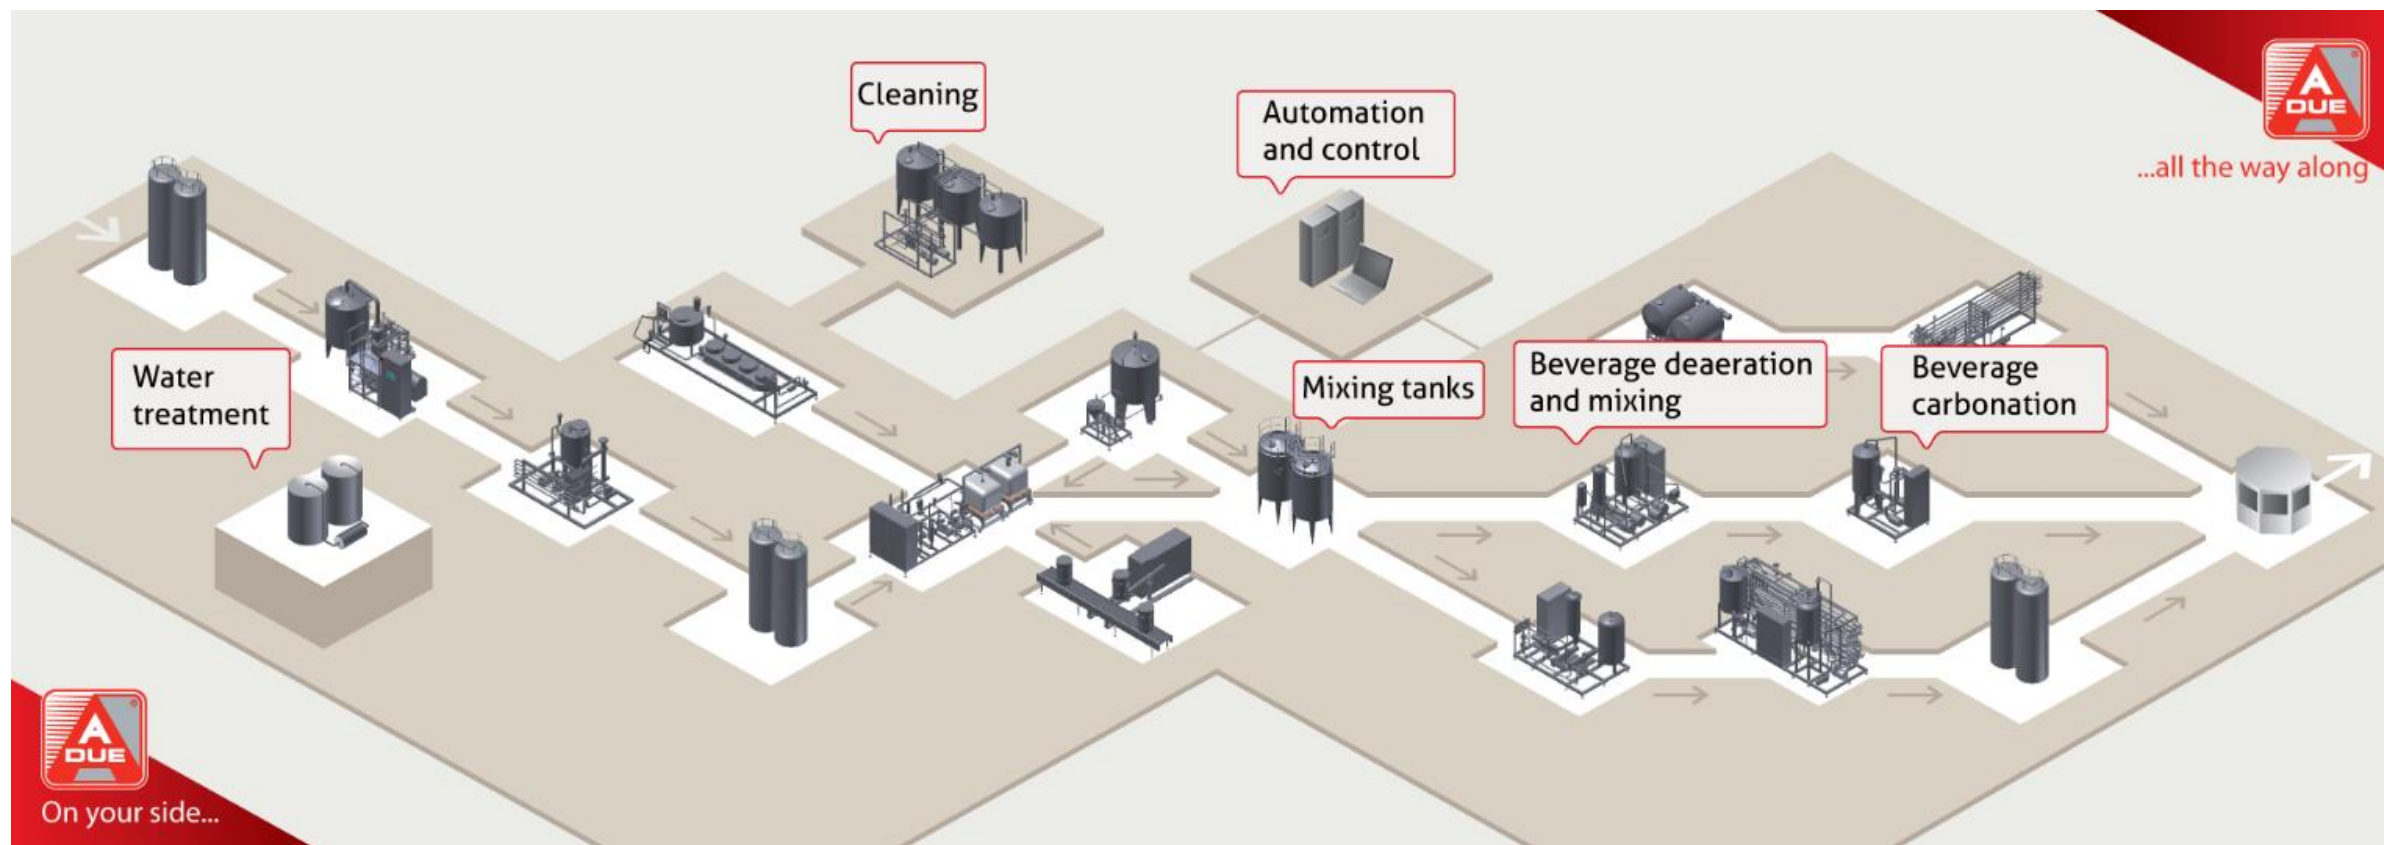 Cleaning
Automation
and control
A
DUE
...all the way along
Water
treatment
Mixing tanks
Beverage deaeration
and mixing
Beverage
carbonation
A
DUE
On your side...